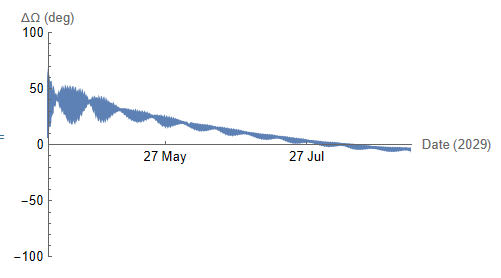 ΔΩ (deg)
100
50
=
0
27 May
27 Jul
Date (2029)
−50
−100